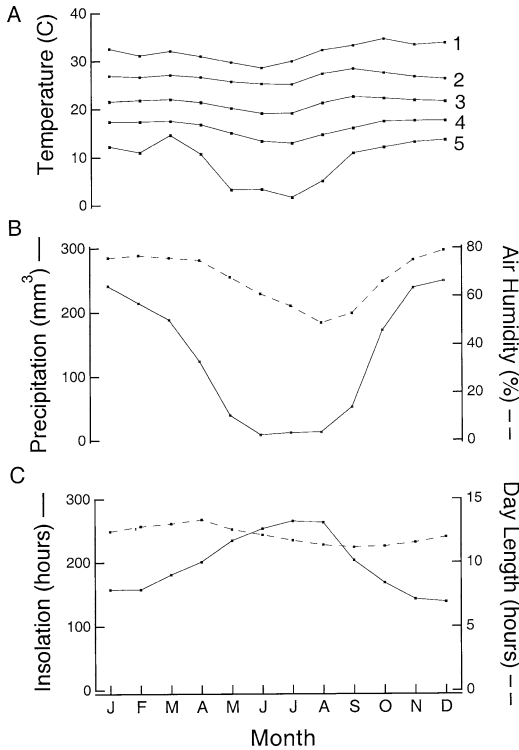 A
Temperature (C)
40
30
20
10
0
1
2
3
4
5
B
Precipitation (mm3) —
300
200
100
0
80
60
40
20
0
Air Humidity (%) – –
C
Insolation (hours) —
300
200
100
0
15
10
5
0
Day Length (hours) – –
J F M A M J J A S O N D
Month